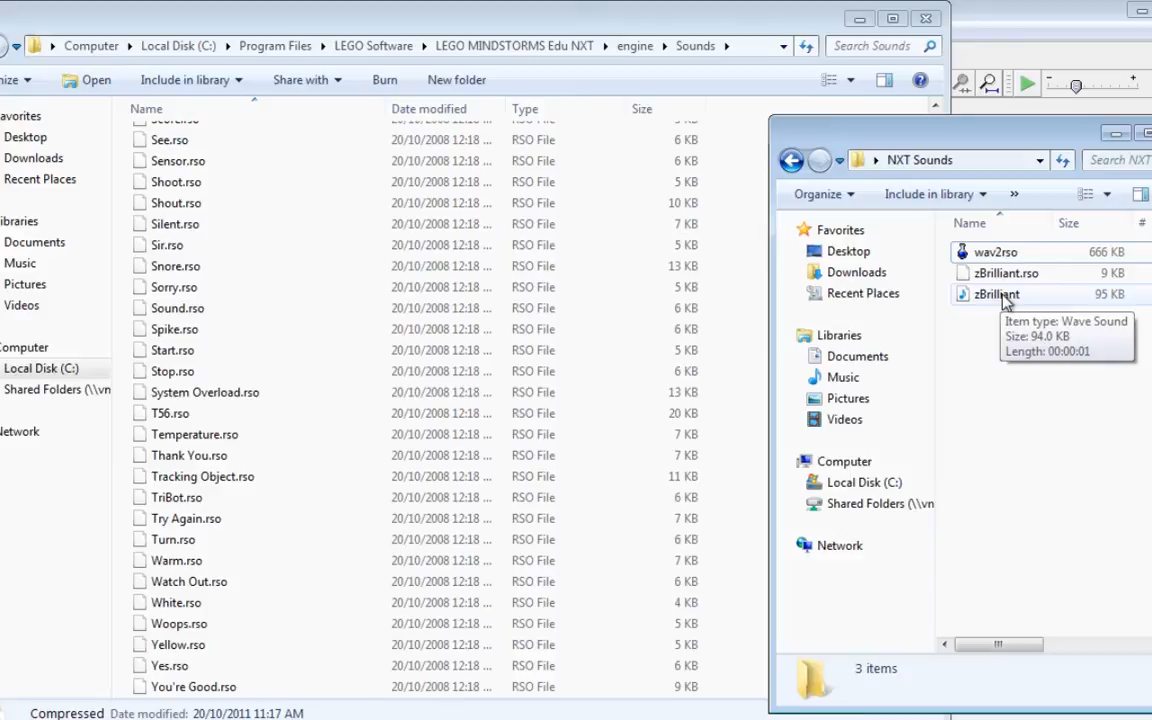 Computer Local Disk (C:) Program Files LEGO Software LEGO MINDSTORMS Edu NXT engine Sounds Search Sounds
nize Open Include in library Share with Burn New folder
Name Date modified Type Size
avorites
Desktop
Downloads
Recent Places
ibraries
Documents
Music
Pictures
Videos
Computer
Local Disk (C:)
Shared Folders (\\vn
Network
See.rso 20/10/2008 12:18 ... RSO File 6 KB
Sensor.rso 20/10/2008 12:18 ... RSO File 6 KB
Shoot.rso 20/10/2008 12:18 ... RSO File 5 KB
Shout.rso 20/10/2008 12:18 ... RSO File 10 KB
Silent.rso 20/10/2008 12:18 ... RSO File 7 KB
Sir.rso 20/10/2008 12:18 ... RSO File 5 KB
Snore.rso 20/10/2008 12:18 ... RSO File 13 KB
Sorry.rso 20/10/2008 12:18 ... RSO File 6 KB
Sound.rso 20/10/2008 12:18 ... RSO File 6 KB
Spike.rso 20/10/2008 12:18 ... RSO File 6 KB
Start.rso 20/10/2008 12:18 ... RSO File 5 KB
Stop.rso 20/10/2008 12:18 ... RSO File 5 KB
System Overload.rso 20/10/2008 12:18 ... RSO File 13 KB
T56.rso 20/10/2008 12:18 ... RSO File 20 KB
Temperature.rso 20/10/2008 12:18 ... RSO File 7 KB
Thank You.rso 20/10/2008 12:18 ... RSO File 7 KB
Tracking Object.rso 20/10/2008 12:18 ... RSO File 11 KB
TriBot.rso 20/10/2008 12:18 ... RSO File 6 KB
Try Again.rso 20/10/2008 12:18 ... RSO File 7 KB
Turn.rso 20/10/2008 12:18 ... RSO File 5 KB
Warm.rso 20/10/2008 12:18 ... RSO File 7 KB
Watch Out.rso 20/10/2008 12:18 ... RSO File 6 KB
White.rso 20/10/2008 12:18 ... RSO File 4 KB
Woops.rso 20/10/2008 12:18 ... RSO File 5 KB
Yellow.rso 20/10/2008 12:18 ... RSO File 5 KB
Yes.rso 20/10/2008 12:18 ... RSO File 6 KB
You're Good.rso 20/10/2008 12:18 ... RSO File 9 KB
Compressed Date modified: 20/10/2011 11:17 AM
NXT Sounds Search NXT
Organize Include in library »
Name Size #
Favorites
Desktop
Downloads
Recent Places
Libraries
Documents
Music
Pictures
Videos
Computer
Local Disk (C:)
Shared Folders (\\vn
Network
wav2rso 666 KB
zBrilliant.rso 9 KB
zBrilliant 95 KB
Item type: Wave Sound
Size: 94.0 KB
Length: 00:00:01
3 items